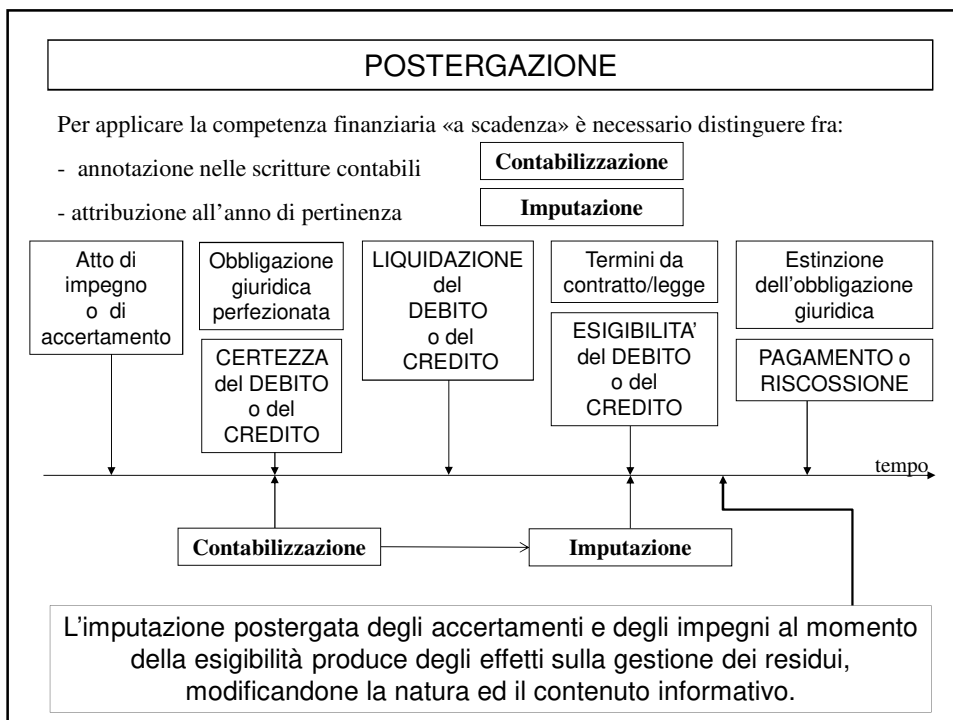 POSTERGAZIONE
Per applicare la competenza finanziaria «a scadenza» è necessario distinguere fra:
- annotazione nelle scritture contabili
Contabilizzazione
- attribuzione all'anno di pertinenza
Imputazione
Atto di
impegno
o di
accertamento
Obbligazione
giuridica
perfezionata
CERTEZZA
del DEBITO
o del
CREDITO
LIQUIDAZIONE
del
DEBITO
o del
CREDITO
Termini da
contratto/legge
ESIGIBILITA'
del DEBITO
o del
CREDITO
Estinzione
dell'obbligazione
giuridica
PAGAMENTO o
RISCOSSIONE
tempo
Contabilizzazione
Imputazione
L'imputazione postergata degli accertamenti e degli impegni al momento
della esigibilità produce degli effetti sulla gestione dei residui,
modificandone la natura ed il contenuto informativo.